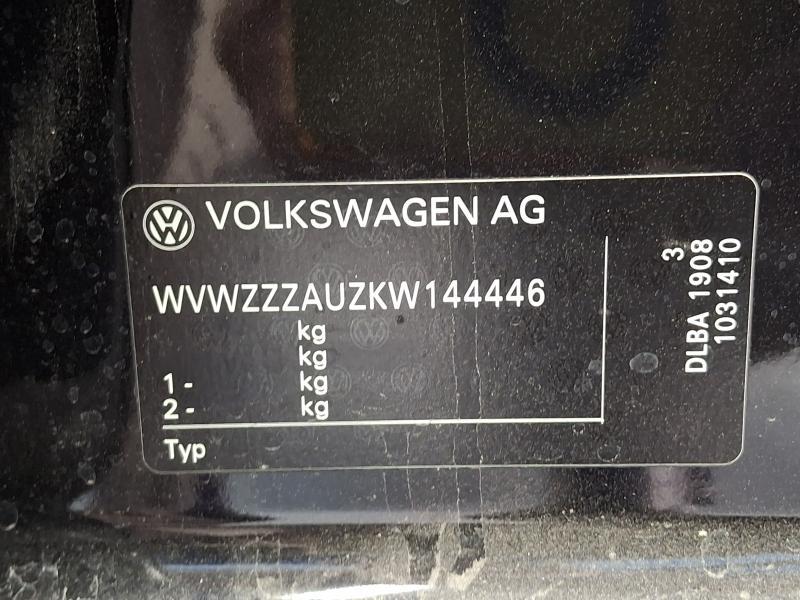 VOLKSWAGEN AG
WVWZZZAUZKW144446
kg
kg
1 - kg
2 - kg
Typ
3
DLBA 1908
1031410